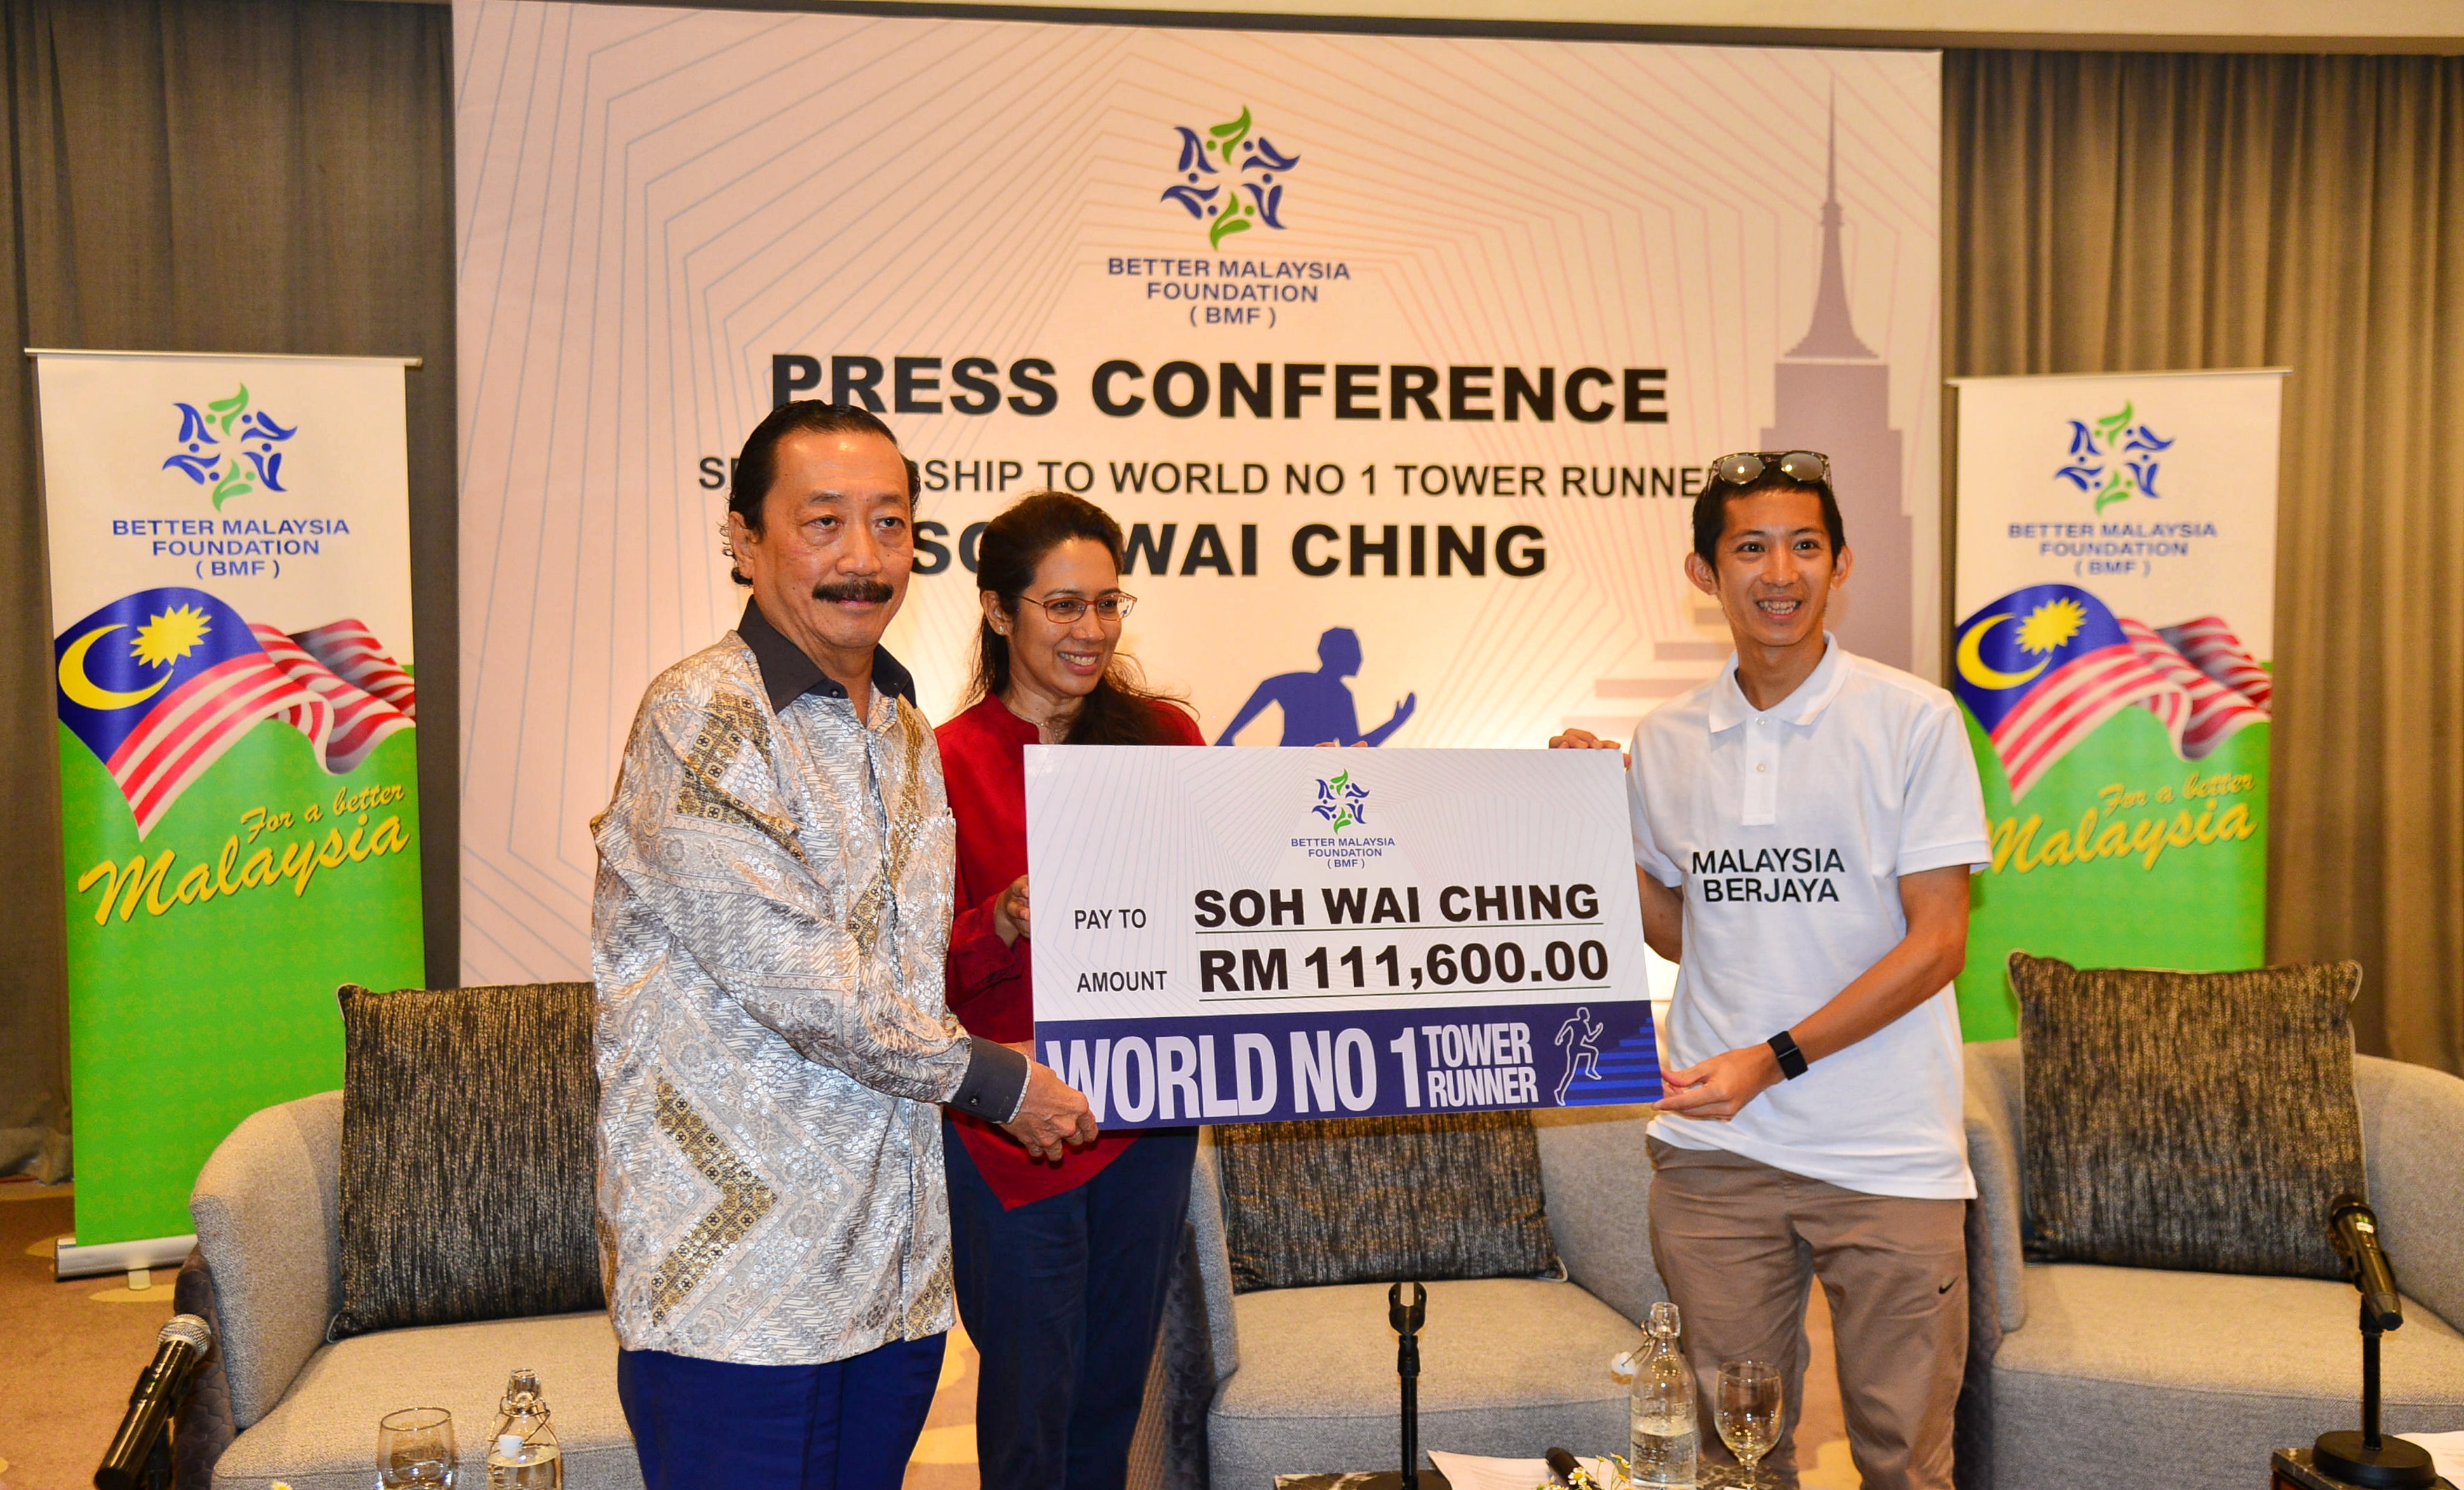 BETTER MALAYSIA
FOUNDATION
( BMF )
PRESS CONFERENCE
SHIP TO WORLD NO 1 TOWER RUNNE
WAI CHING
BETTER MALAYSIA
FOUNDATION
( BMF )
For a better
Malaysia
BETTER MALAYSIA
FOUNDATION
( BMF )
For a better
Malaysia
BETTER MALAYSIA
FOUNDATION
( BMF )
PAY TO SOH WAI CHING
AMOUNT RM 111,600.00
WORLD NO 1 TOWER
RUNNER
MALAYSIA
BERJAYA